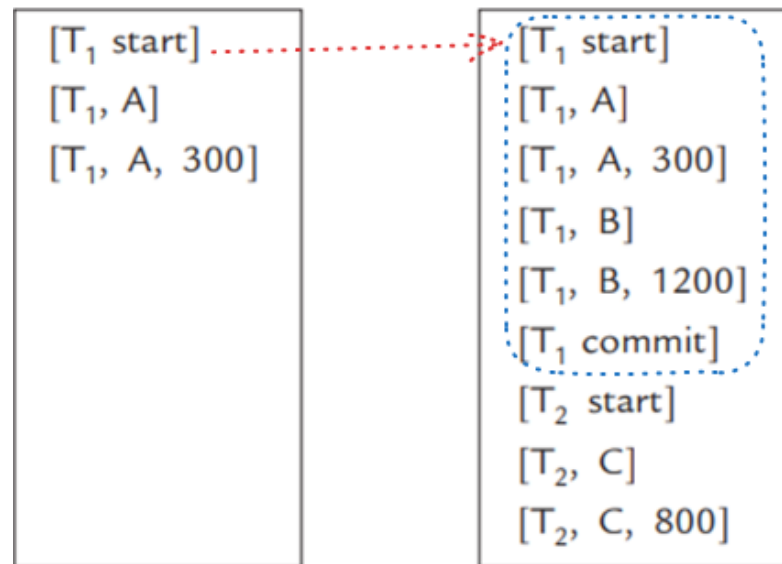 [T₁ start]
[T₁, A]
[T₁, A, 300]
[T₁ start]
[T₁, A]
[T₁, A, 300]
[T₁, B]
[T₁, B, 1200]
[T₁ commit]
[T₂ start]
[T₂, C]
[T₂, C, 800]